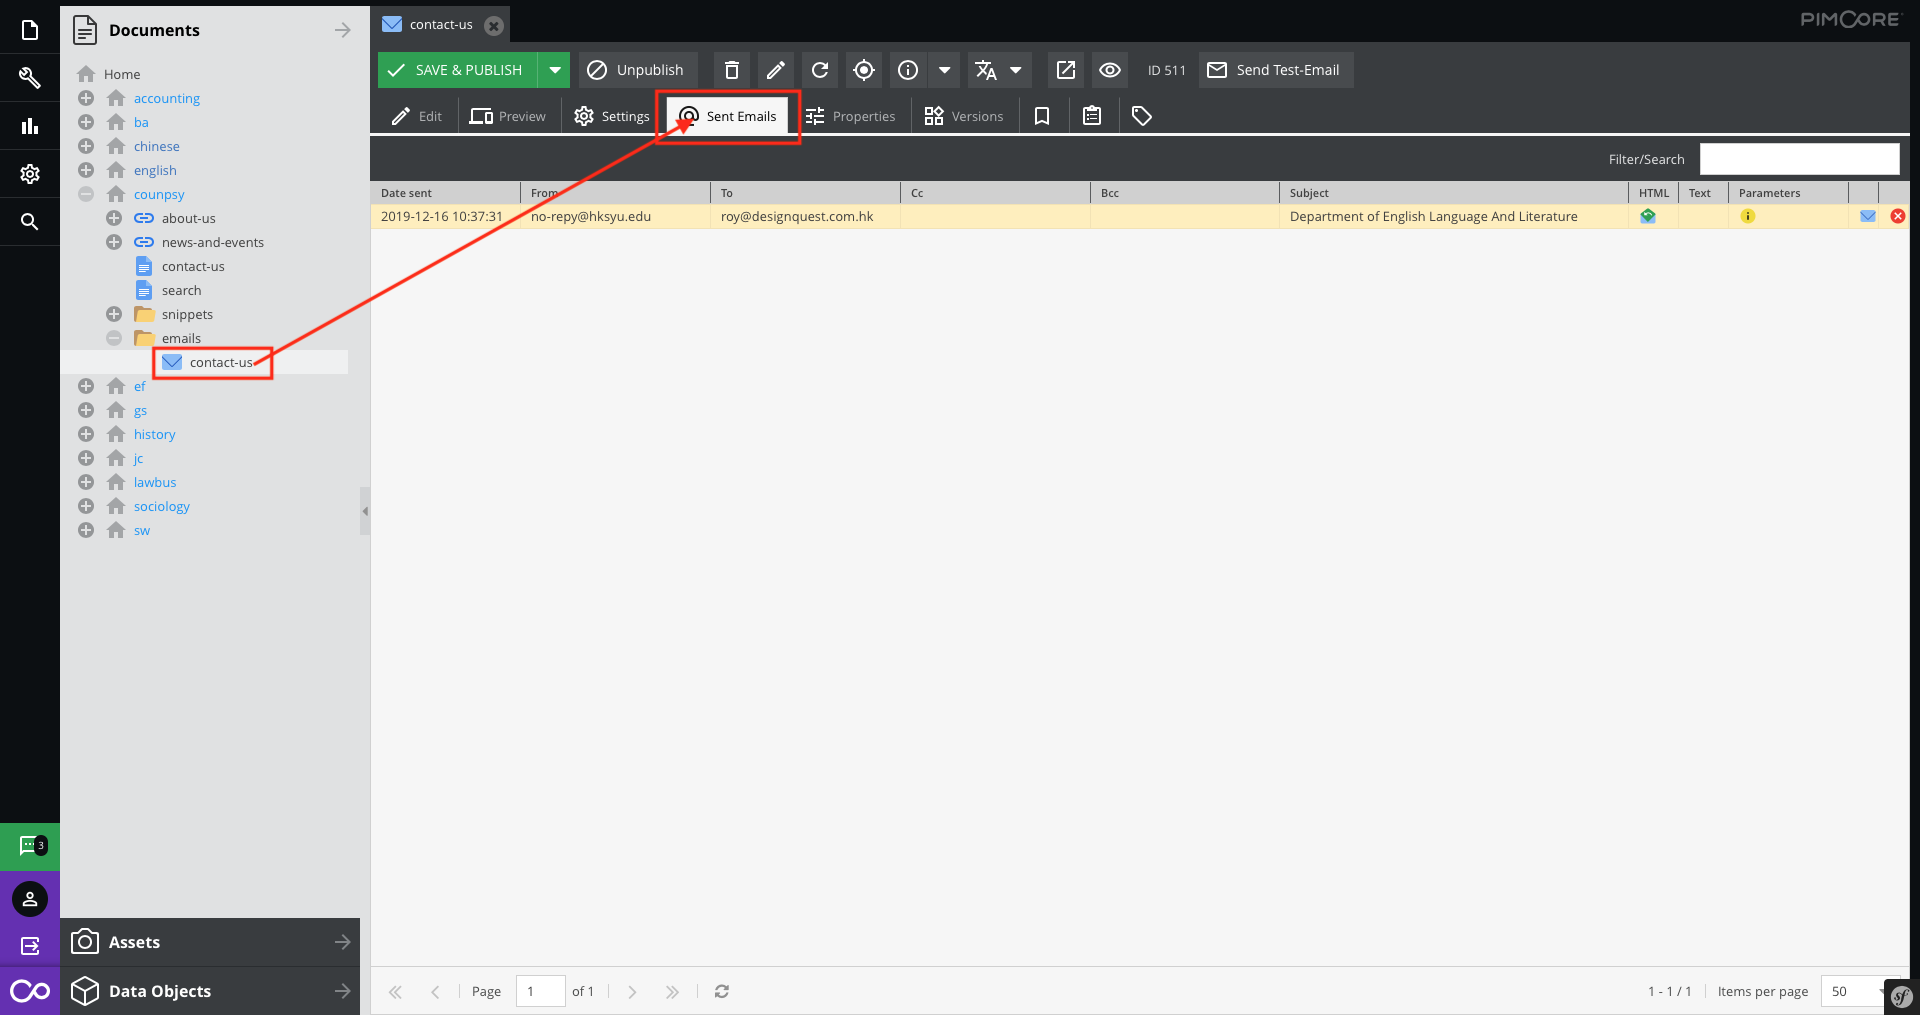 Documents
Home
accounting
ba
chinese
english
counpsy
about-us
news-and-events
contact-us
search
snippets
emails
contact-us
ef
gs
history
jc
lawbus
sociology
sw
3
Assets
Data Objects
contact-us
PIMCORE
SAVE & PUBLISH
Unpublish
ID 511
Send Test-Email
Edit
Preview
Settings
Sent Emails
Properties
Versions
Filter/Search
Date sent From To Cc Bcc Subject HTML Text Parameters
2019-12-16 10:37:31 no-repy@hksyu.edu roy@designquest.com.hk Department of English Language And Literature
Page 1 of 1
1 - 1 / 1 Items per page 50
sf